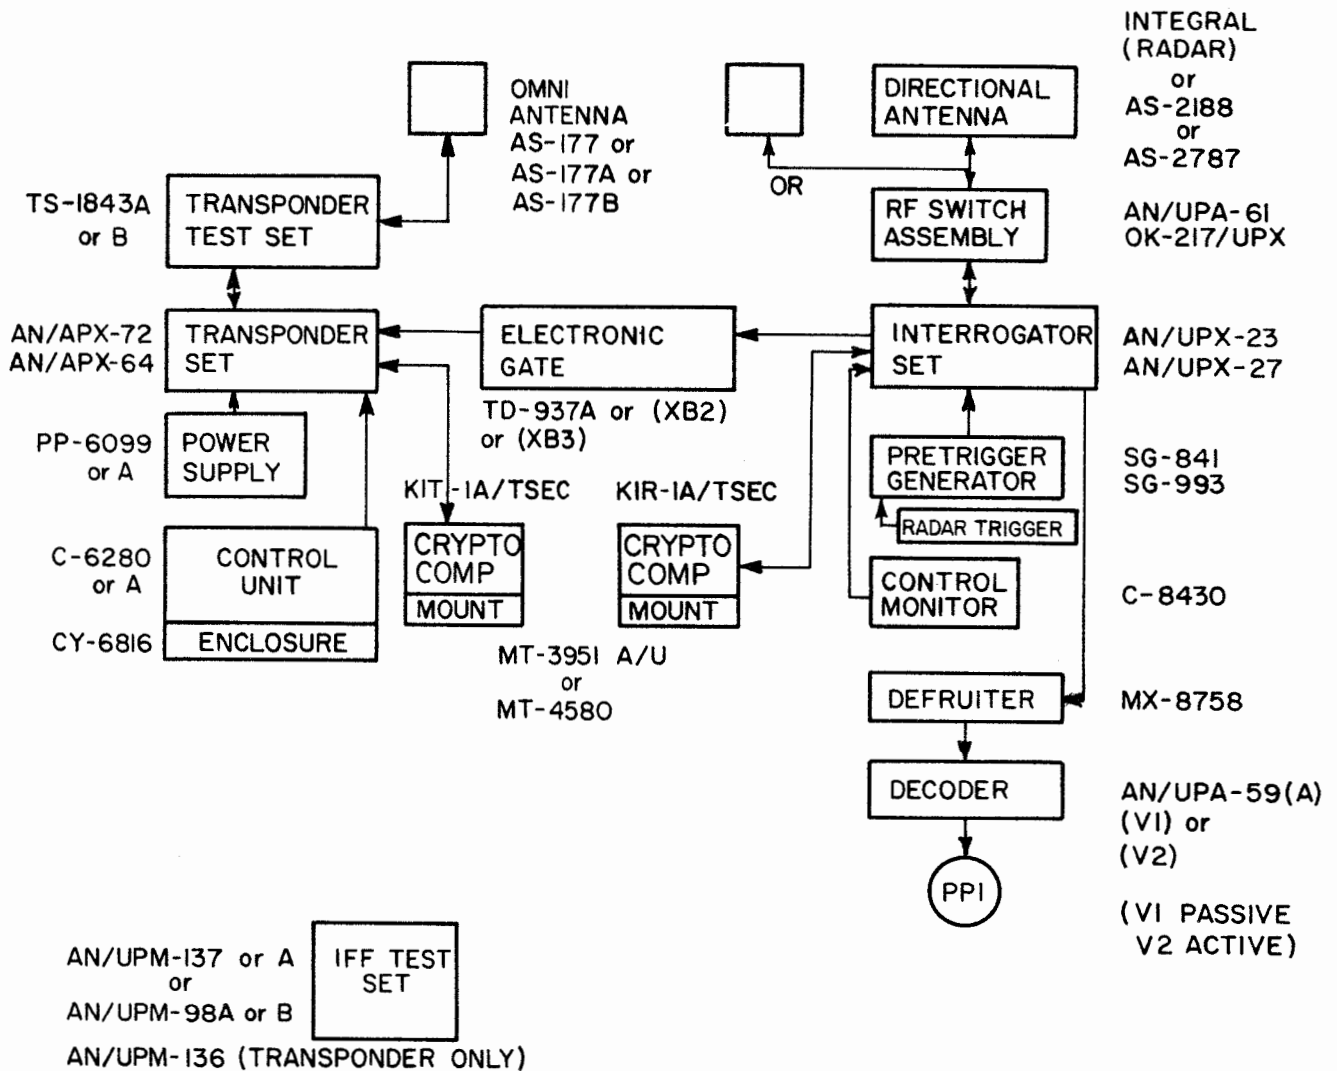 INTEGRAL
(RADAR)
or
AS-2188
or
AS-2787
OMNI
ANTENNA
AS-177 or
AS-177A or
AS-177B
DIRECTIONAL
ANTENNA
OR
TS-1843A
or B
TRANSPONDER
TEST SET
RF SWITCH
ASSEMBLY
AN/UPA-61
OK-217/UPX
AN/APX-72
AN/APX-64
TRANSPONDER
SET
ELECTRONIC
GATE
TD-937A or (XB2)
or (XB3)
INTERROGATOR
SET
AN/UPX-23
AN/UPX-27
PP-6099
or A
POWER
SUPPLY
PRETRIGGER
GENERATOR
SG-841
SG-993
RADAR TRIGGER
KIT-1A/TSEC
KIR-1A/TSEC
C-6280
or A
CONTROL
UNIT
CRYPTO
COMP
MOUNT
CRYPTO
COMP
MOUNT
CONTROL
MONITOR
C-8430
CY-6816
ENCLOSURE
MT-3951 A/U
or
MT-4580
DEFRUITER
MX-8758
DECODER
AN/UPA-59(A)
(V1) or
(V2)
PPI
(V1 PASSIVE
V2 ACTIVE)
AN/UPM-137 or A
or
AN/UPM-98A or B
IFF TEST
SET
AN/UPM-136 (TRANSPONDER ONLY)